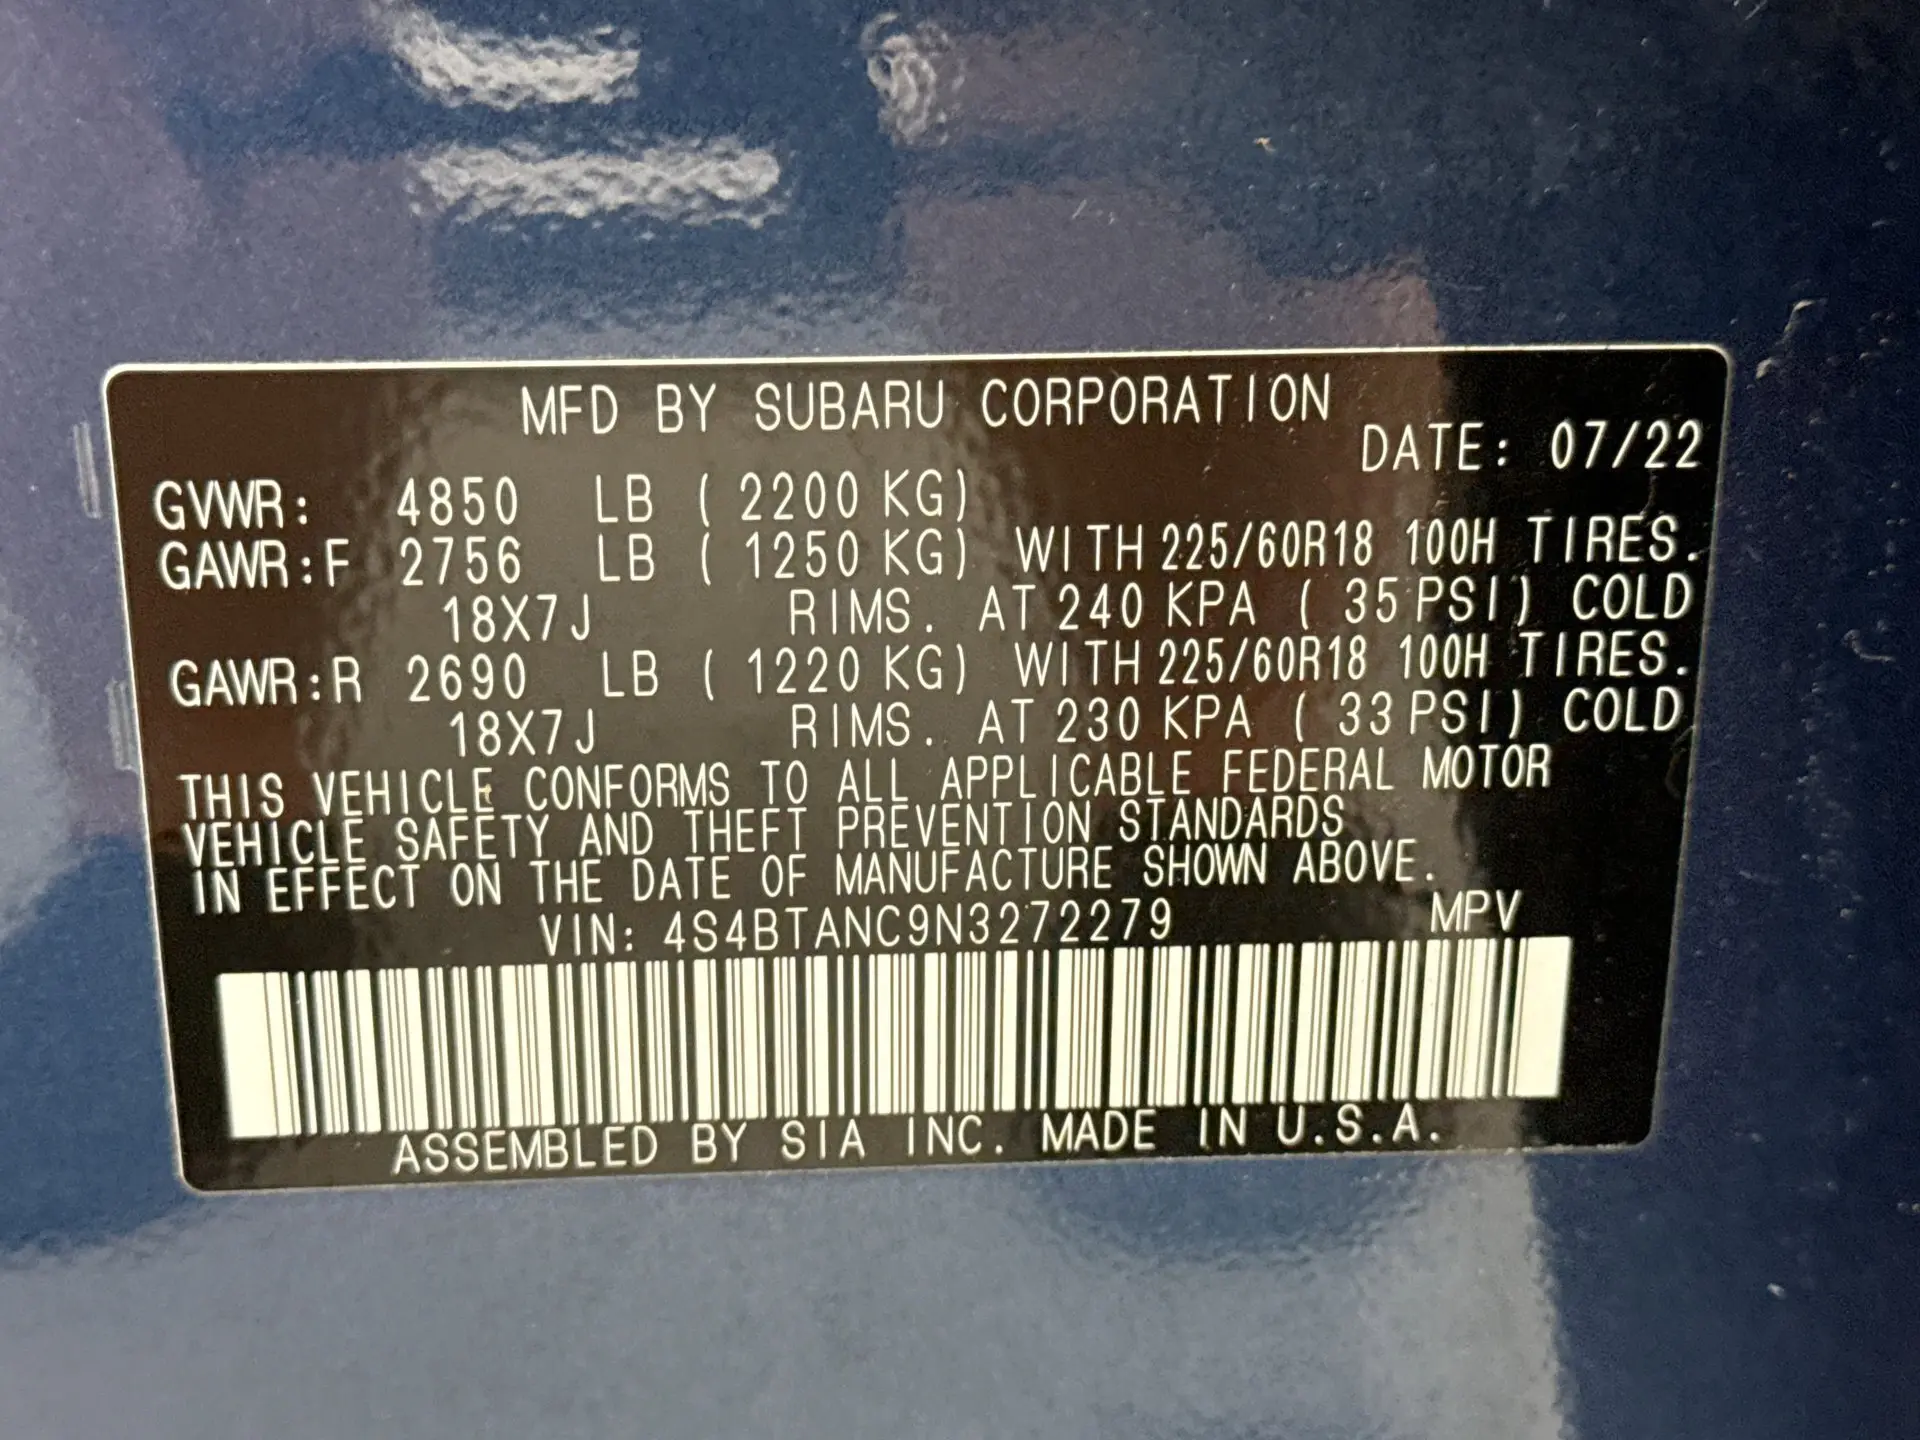 MFD BY SUBARU CORPORATION
DATE: 07/22
GVWR: 4850 LB ( 2200 KG)
GAWR:F 2756 LB ( 1250 KG) WITH 225/60R18 100H TIRES.
18X7J RIMS. AT 240 KPA ( 35 PSI) COLD
GAWR:R 2690 LB ( 1220 KG) WITH 225/60R18 100H TIRES.
18X7J RIMS. AT 230 KPA ( 33 PSI) COLD
THIS VEHICLE CONFORMS TO ALL APPLICABLE FEDERAL MOTOR
VEHICLE SAFETY AND THEFT PREVENTION STANDARDS
IN EFFECT ON THE DATE OF MANUFACTURE SHOWN ABOVE.
VIN: 4S4BTANC9N3272279 MPV
ASSEMBLED BY SIA INC. MADE IN U.S.A.